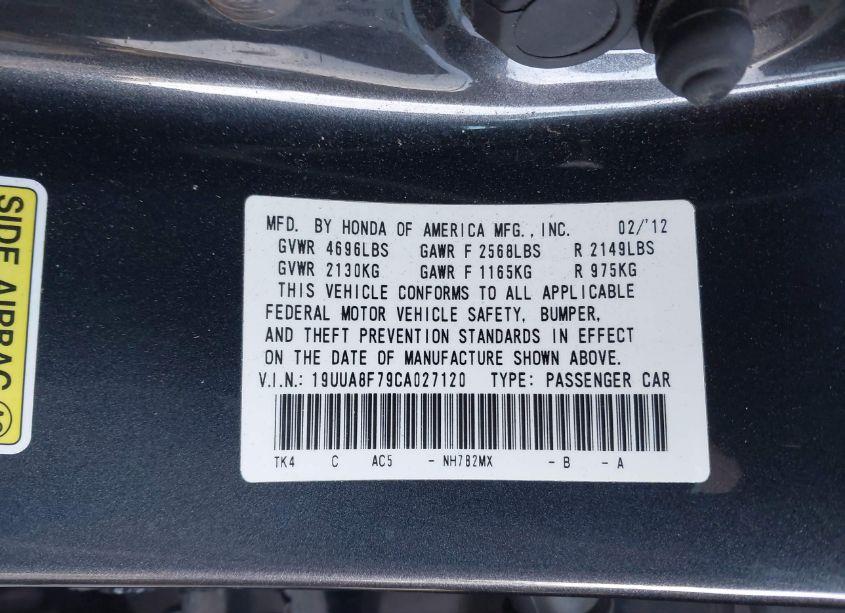 SIDE AIRBAG
MFD. BY HONDA OF AMERICA MFG., INC. 02/'12
GVWR 4696LBS GAWR F 2568LBS R 2149LBS
GVWR 2130KG GAWR F 1165KG R 975KG
THIS VEHICLE CONFORMS TO ALL APPLICABLE
FEDERAL MOTOR VEHICLE SAFETY, BUMPER,
AND THEFT PREVENTION STANDARDS IN EFFECT
ON THE DATE OF MANUFACTURE SHOWN ABOVE.
V.I.N.: 19UUA8F79CA027120 TYPE: PASSENGER CAR
TK4 C AC5 - NH782MX - B - A